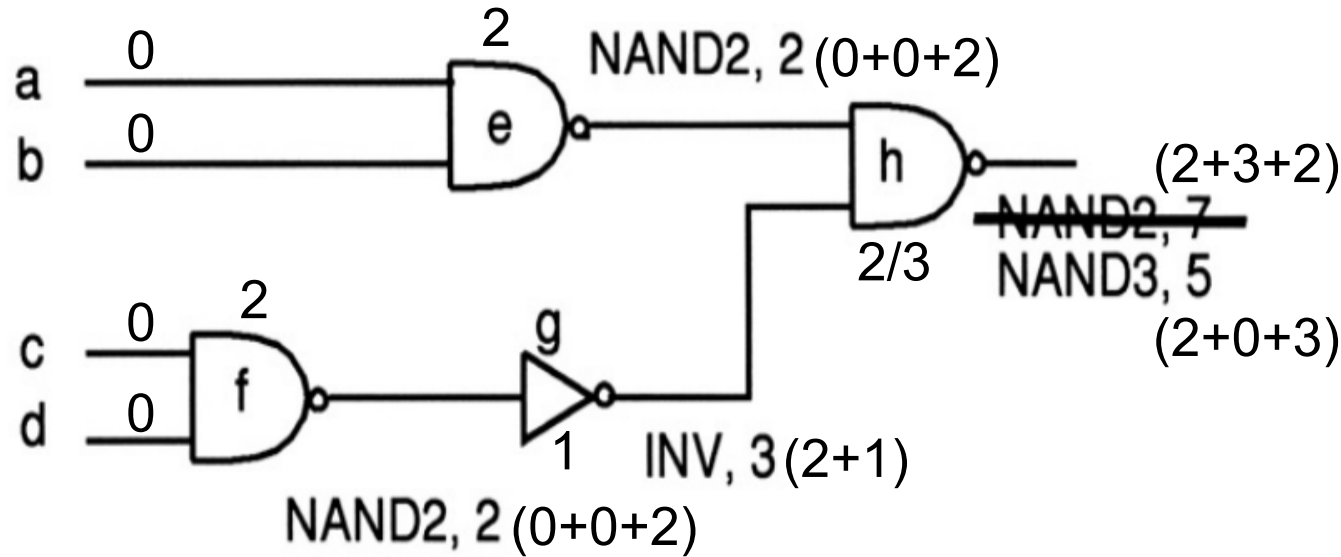 0
2
NAND2, 2 (0+0+2)
a
e
b
0
h
(2+3+2)
NAND2, 7
2/3
NAND3, 5
(2+0+3)
2
0
c
f
g
0
d
1
INV, 3 (2+1)
NAND2, 2 (0+0+2)